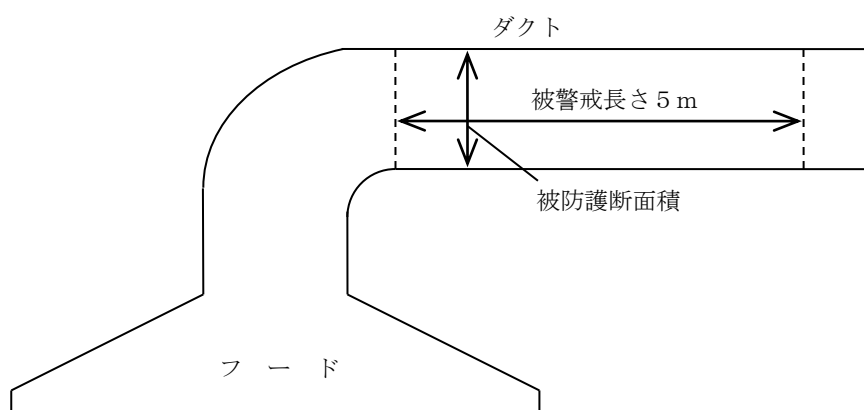 ダクト
被警戒長さ５ｍ
被防護断面積
フ　ー　ド